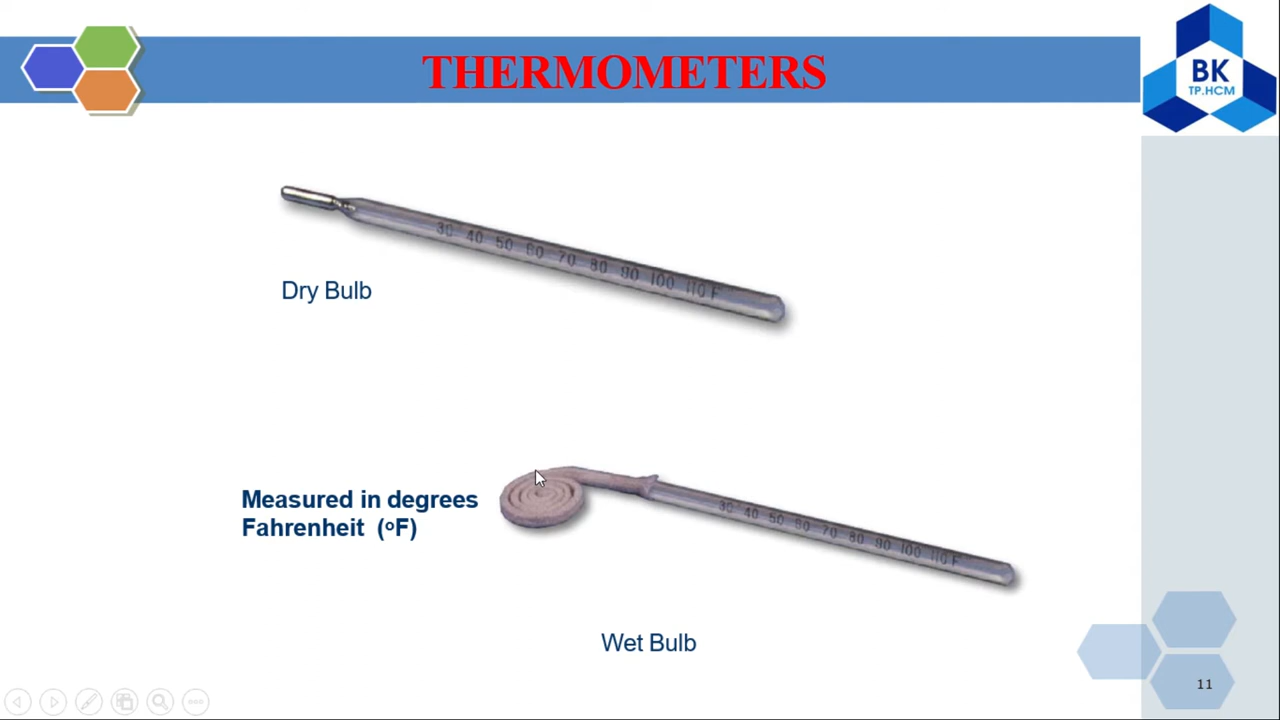 THERMOMETERS
BK
TP.HCM
30 40 50 60 70 80 90 100 110 F
Dry Bulb
Measured in degrees
Fahrenheit (ºF)
30 40 50 60 70 80 90 100 110 F
Wet Bulb
11